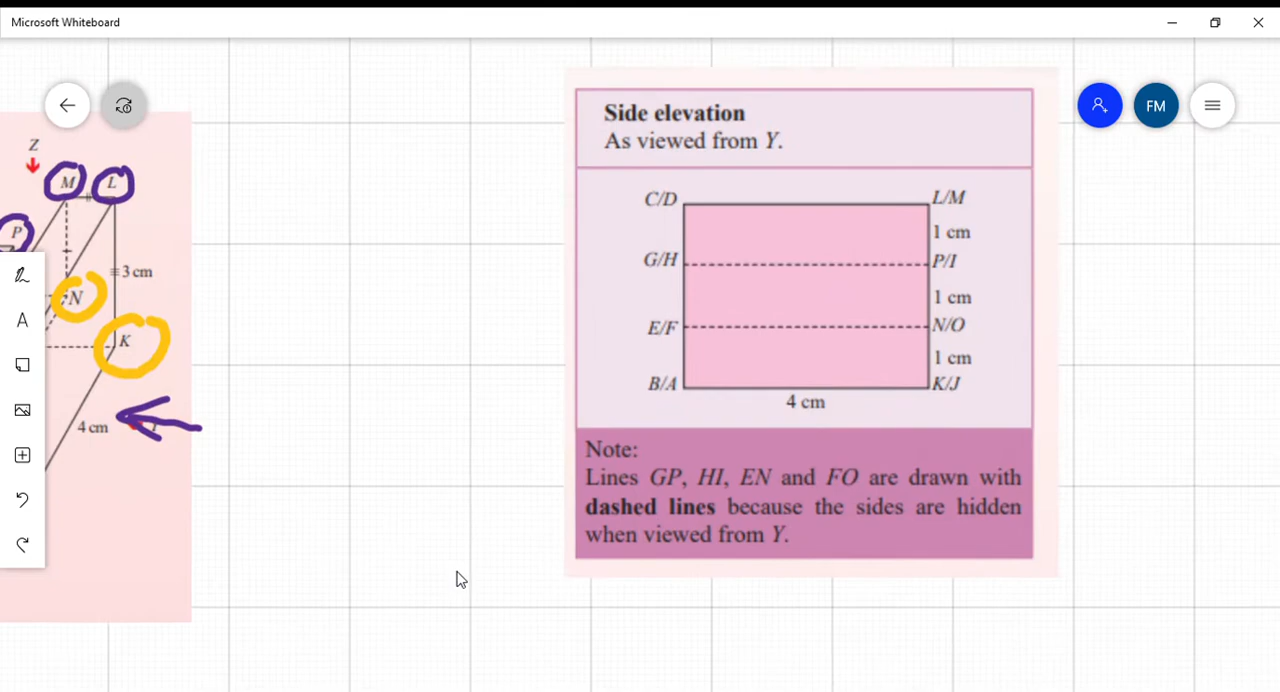 Microsoft Whiteboard
FM
Z
M
L
P
3 cm
N
K
4 cm
Side elevation
As viewed from Y.
C/D
L/M
1 cm
G/H
P/I
1 cm
E/F
N/O
1 cm
B/A
K/J
4 cm
Note:
Lines GP, HI, EN and FO are drawn with
dashed lines because the sides are hidden
when viewed from Y.